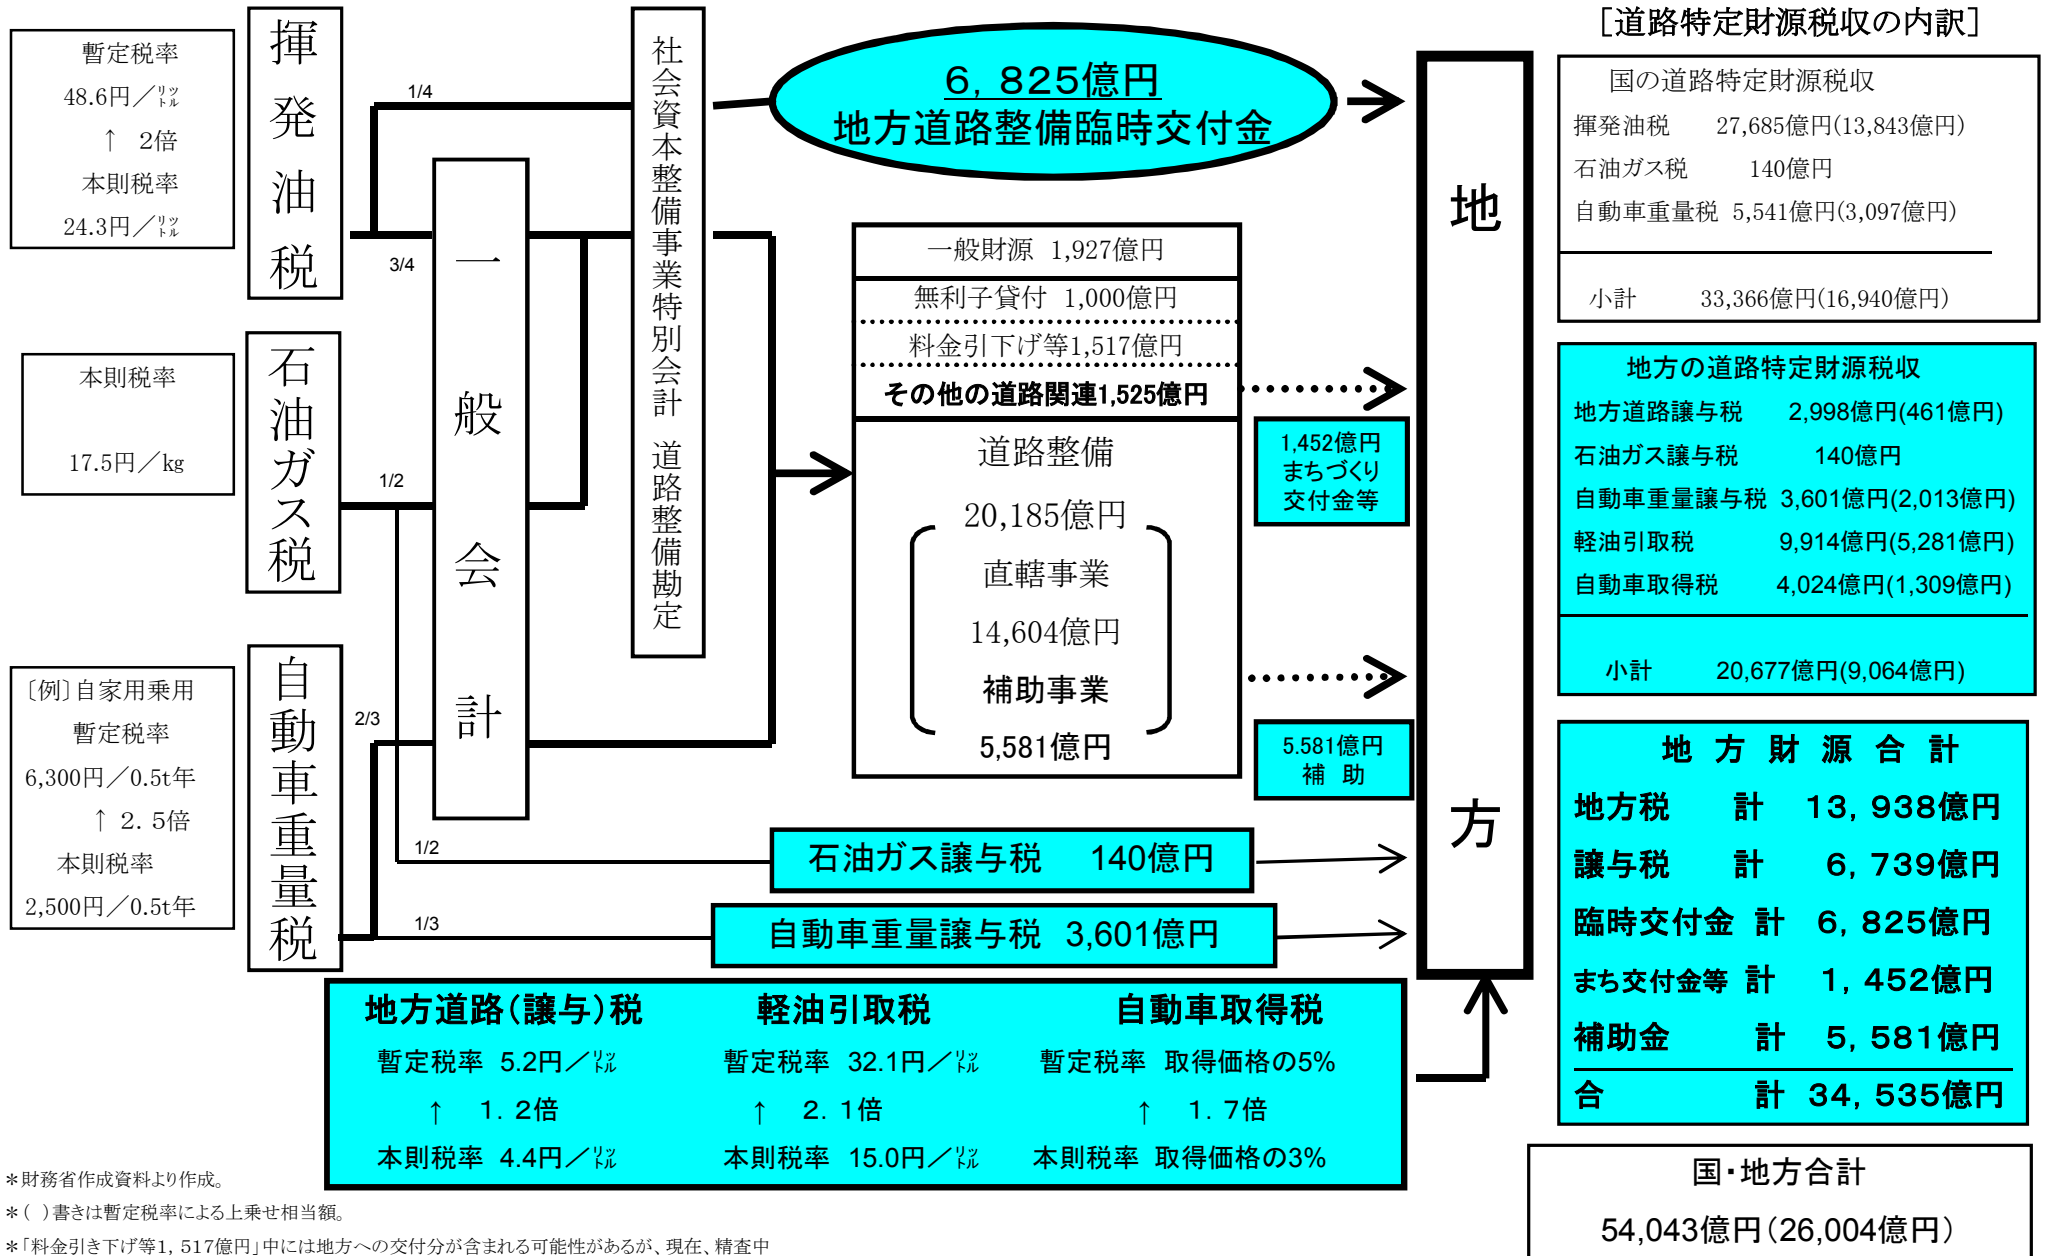 [道路特定財源税収の内訳]
暫定税率
48.6円／㍑
↑ 2倍
本則税率
24.3円／㍑
揮発油税
1/4
3/4
本則税率
17.5円／kg
石油ガス税
1/2
1/2
〔例〕自家用乗用
暫定税率
6,300円／0.5t年
↑ 2．5倍
本則税率
2,500円／0.5t年
自動車重量税
2/3
1/3
一般会計
社会資本整備事業特別会計 道路整備勘定
6，825億円
地方道路整備臨時交付金
一般財源 1,927億円
無利子貸付 1,000億円
料金引下げ等1,517億円
その他の道路関連1,525億円
道路整備
20,185億円
直轄事業
14,604億円
補助事業
5,581億円
1,452億円
まちづくり
交付金等
5.581億円
補 助
石油ガス譲与税 140億円
自動車重量譲与税 3,601億円
地方
地方道路（譲与）税
暫定税率 5.2円／㍑
↑ 1．2倍
本則税率 4.4円／㍑
軽油引取税
暫定税率 32.1円／㍑
↑ 2．1倍
本則税率 15.0円／㍑
自動車取得税
暫定税率 取得価格の5%
↑ 1．7倍
本則税率 取得価格の3%
国の道路特定財源税収
揮発油税 27,685億円(13,843億円)
石油ガス税 140億円
自動車重量税 5,541億円(3,097億円)
小計 33,366億円(16,940億円)
地方の道路特定財源税収
地方道路譲与税 2,998億円(461億円)
石油ガス譲与税 140億円
自動車重量譲与税 3,601億円(2,013億円)
軽油引取税 9,914億円(5,281億円)
自動車取得税 4,024億円(1,309億円)
小計 20,677億円(9,064億円)
地方財源合計
地方税 計 13，938億円
譲与税 計 6，739億円
臨時交付金 計 6，825億円
まち交付金等 計 1，452億円
補助金 計 5，581億円
合 計 34，535億円
国・地方合計
54,043億円（26,004億円）
＊財務省作成資料より作成。
＊（ ）書きは暫定税率による上乗せ相当額。
＊「料金引き下げ等1，517億円」中には地方への交付分が含まれる可能性があるが、現在、精査中